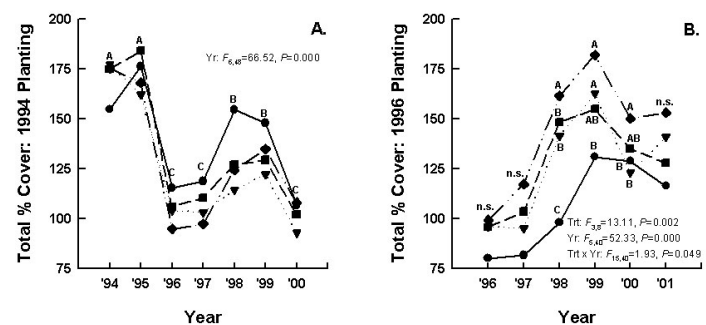 200
175
150
125
100
75
Total % Cover: 1994 Planting
A.
Yr: F6,48=66.52, P=0.000
A
A
C
C
B
B
C
'94
'95
'96
'97
'98
'99
'00
Year
200
175
150
125
100
75
Total % Cover: 1996 Planting
B.
n.s.
n.s.
A
B
B
C
A
A
AB
B
A
AB
B
B
n.s.
Trt: F3,8=13.11, P=0.002
Yr: F5,40=52.33, P=0.000
Trt x Yr: F15,40=1.93, P=0.049
'96
'97
'98
'99
'00
'01
Year